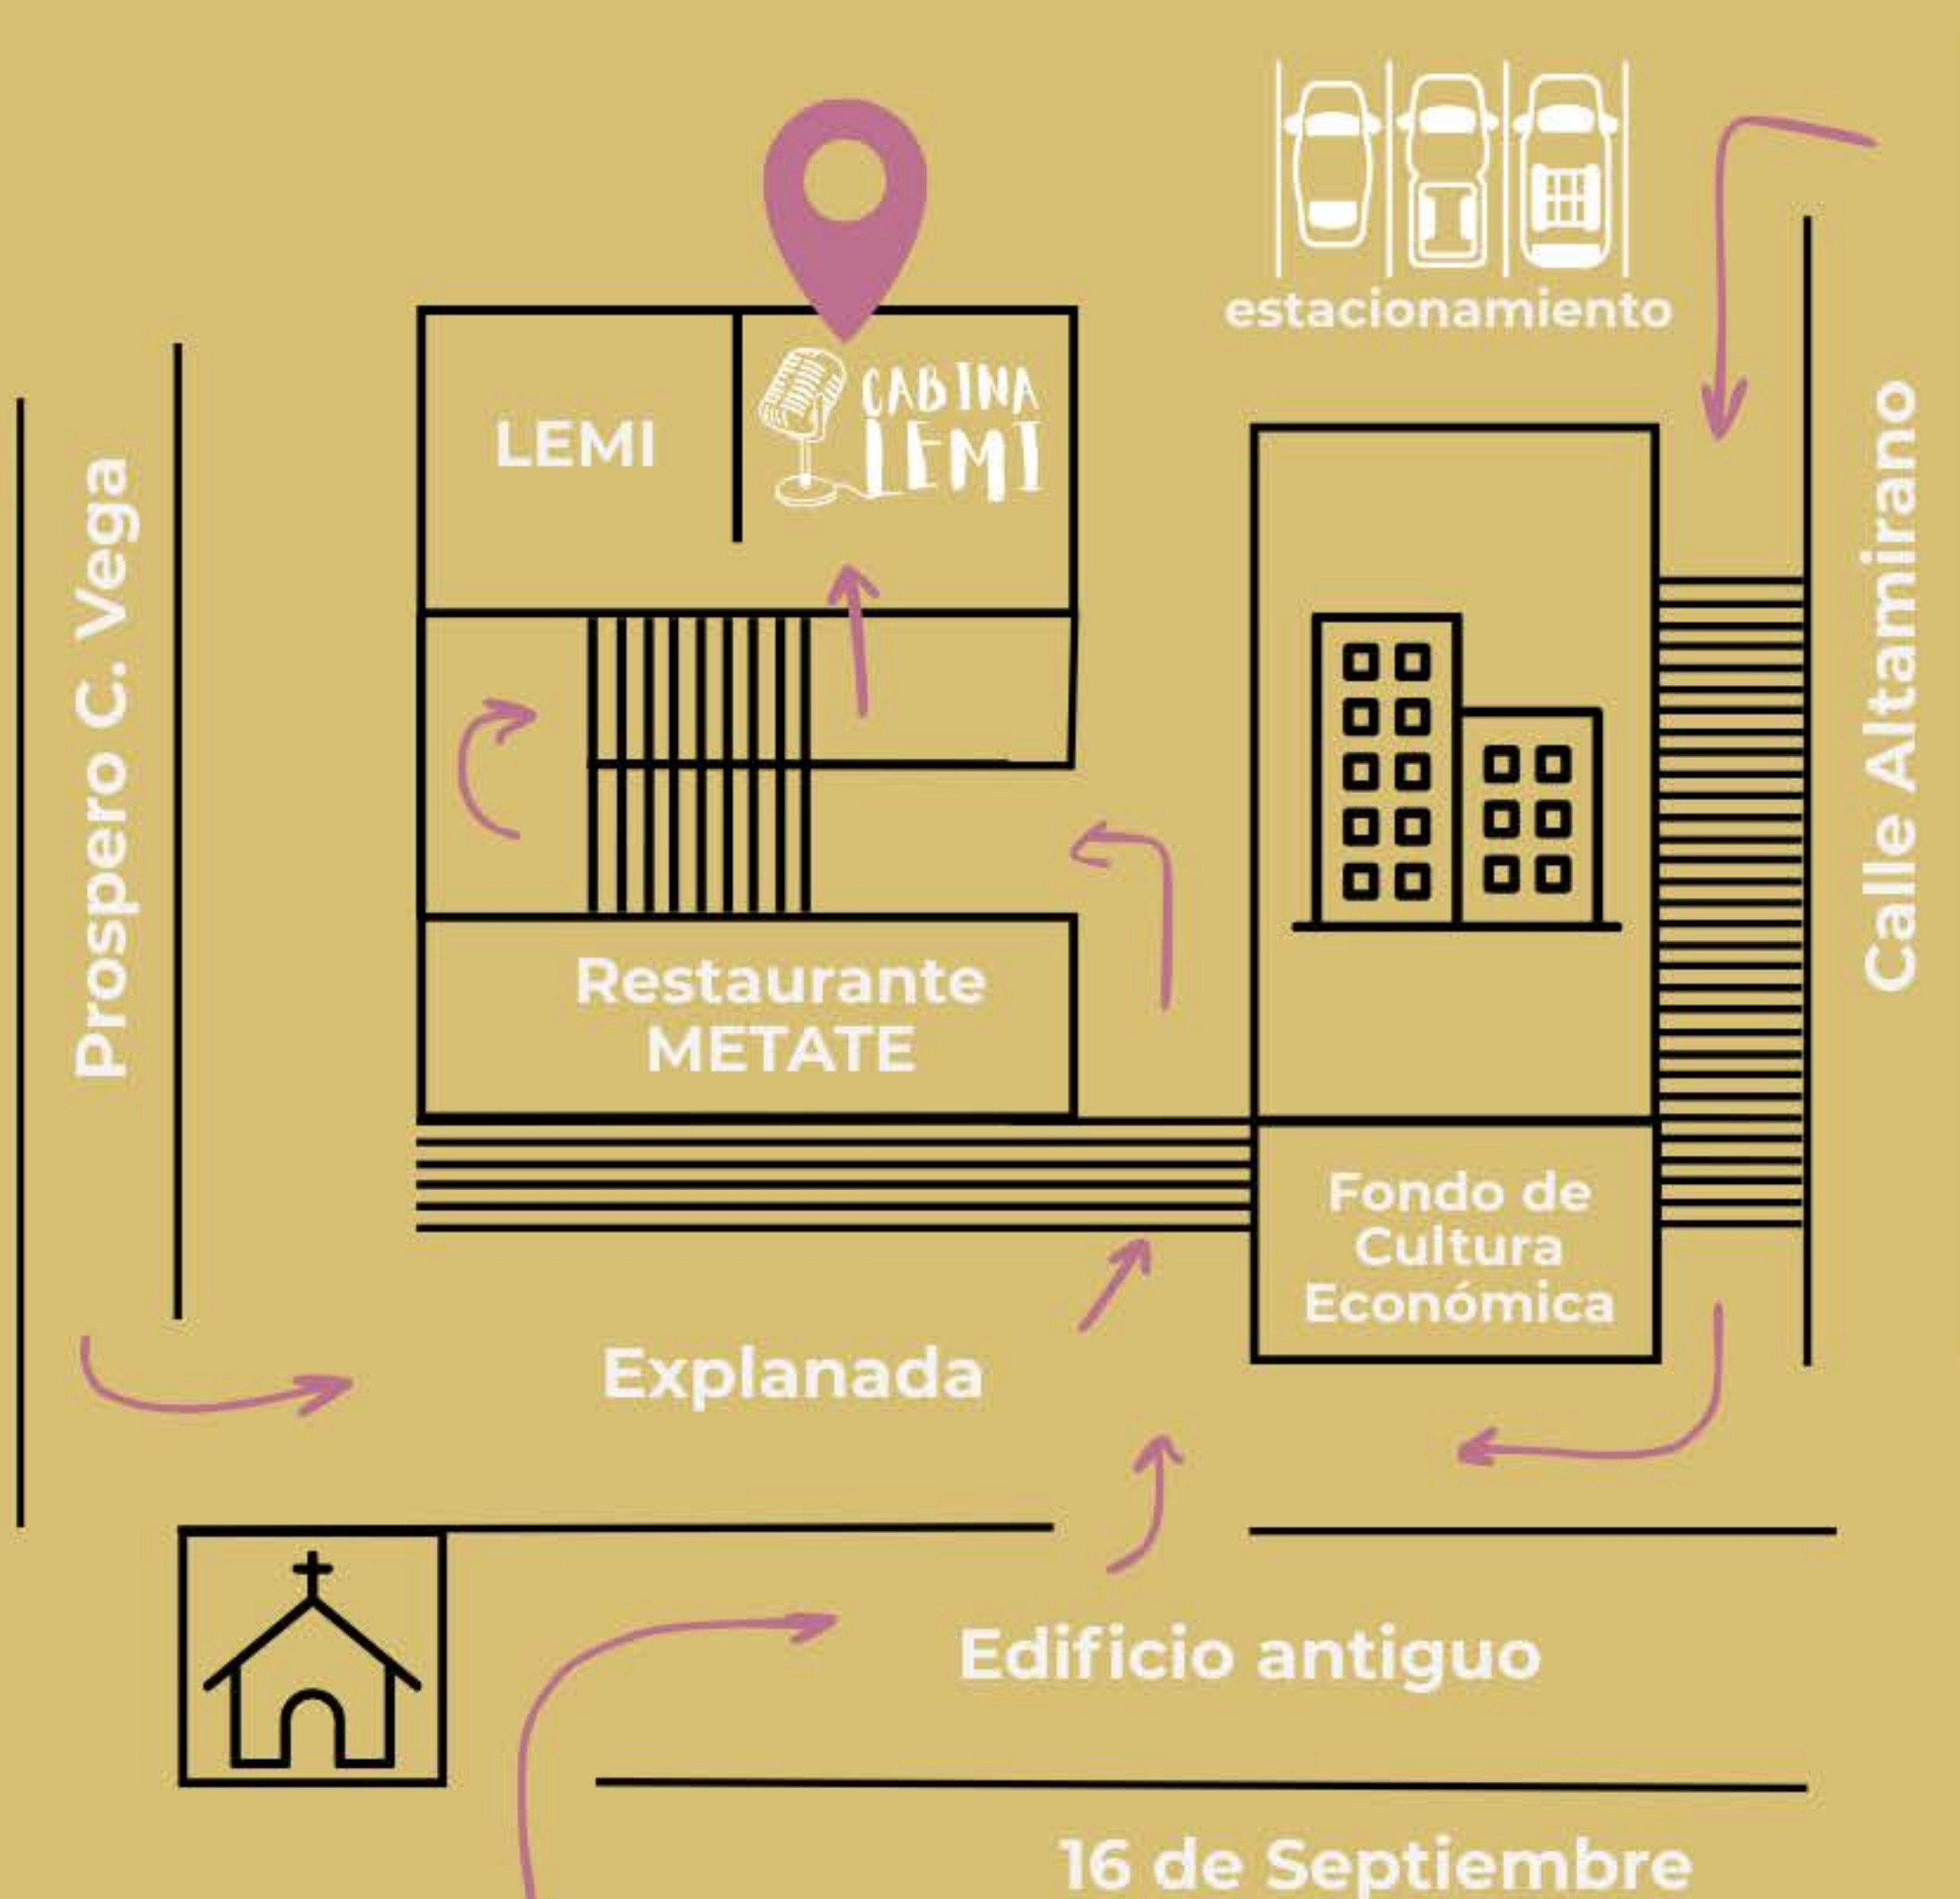 estacionamiento
LEMI
CABINA
LEMI
Prospero C. Vega
Calle Altamirano
Restaurante
METATE
Fondo de
Cultura
Económica
Explanada
Edificio antiguo
16 de Septiembre